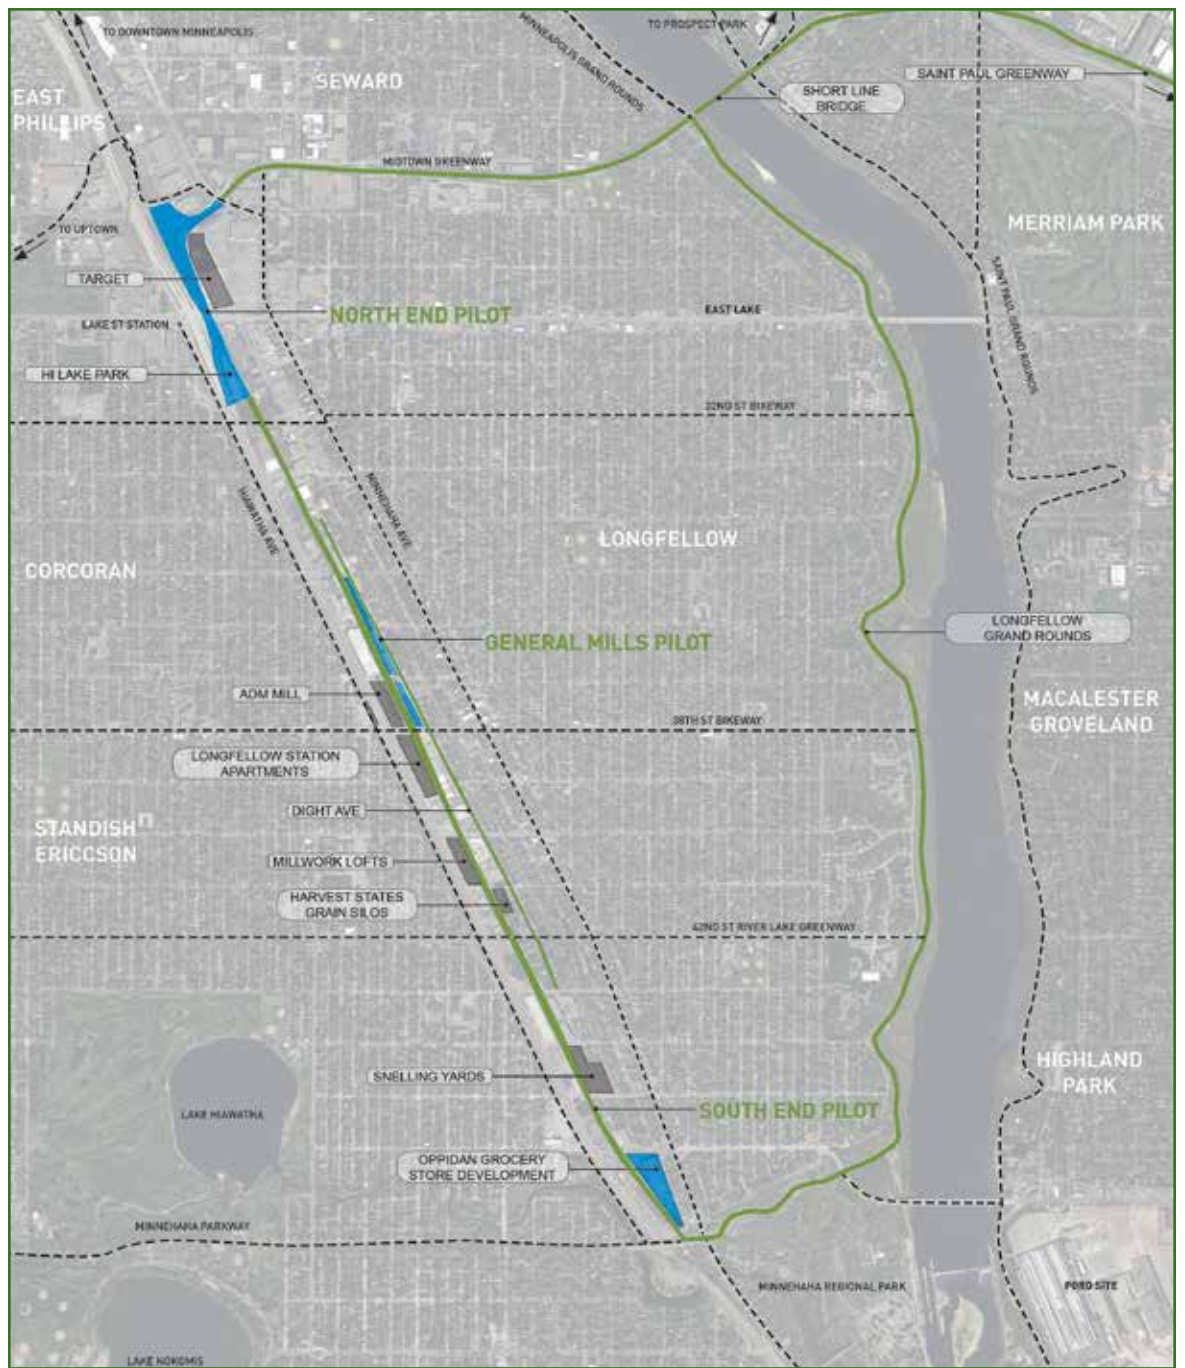 TO DOWNTOWN MINNEAPOLIS
TO PROSPECT PARK
MINNEAPOLIS GRAND ROUNDS
SEWARD
SAINT PAUL GREENWAY
EAST
PHILLIPS
SHORT LINE
BRIDGE
MIDTOWN GREENWAY
TO UPTOWN
MERRIAM PARK
TARGET
SAINT PAUL GRAND ROUNDS
NORTH END PILOT
EAST LAKE
LAKE ST STATION
HI LAKE PARK
32ND ST BIKEWAY
HIAWATHA AVE
MINNEHAHA AVE
LONGFELLOW
CORCORAN
LONGFELLOW
GRAND ROUNDS
GENERAL MILLS PILOT
ADM MILL
MACALESTER
GROVELAND
38TH ST BIKEWAY
LONGFELLOW STATION
APARTMENTS
DIGHT AVE
STANDISH
ERICCSON
MILLWORK LOFTS
HARVEST STATES
GRAIN SILOS
42ND ST RIVER LAKE GREENWAY
HIGHLAND
PARK
SNELLING YARDS
LAKE HIAWATHA
SOUTH END PILOT
OPPIDAN GROCERY
STORE DEVELOPMENT
MINNEHAHA PARKWAY
MINNEHAHA REGIONAL PARK
FORD SITE
LAKE NOKOMIS